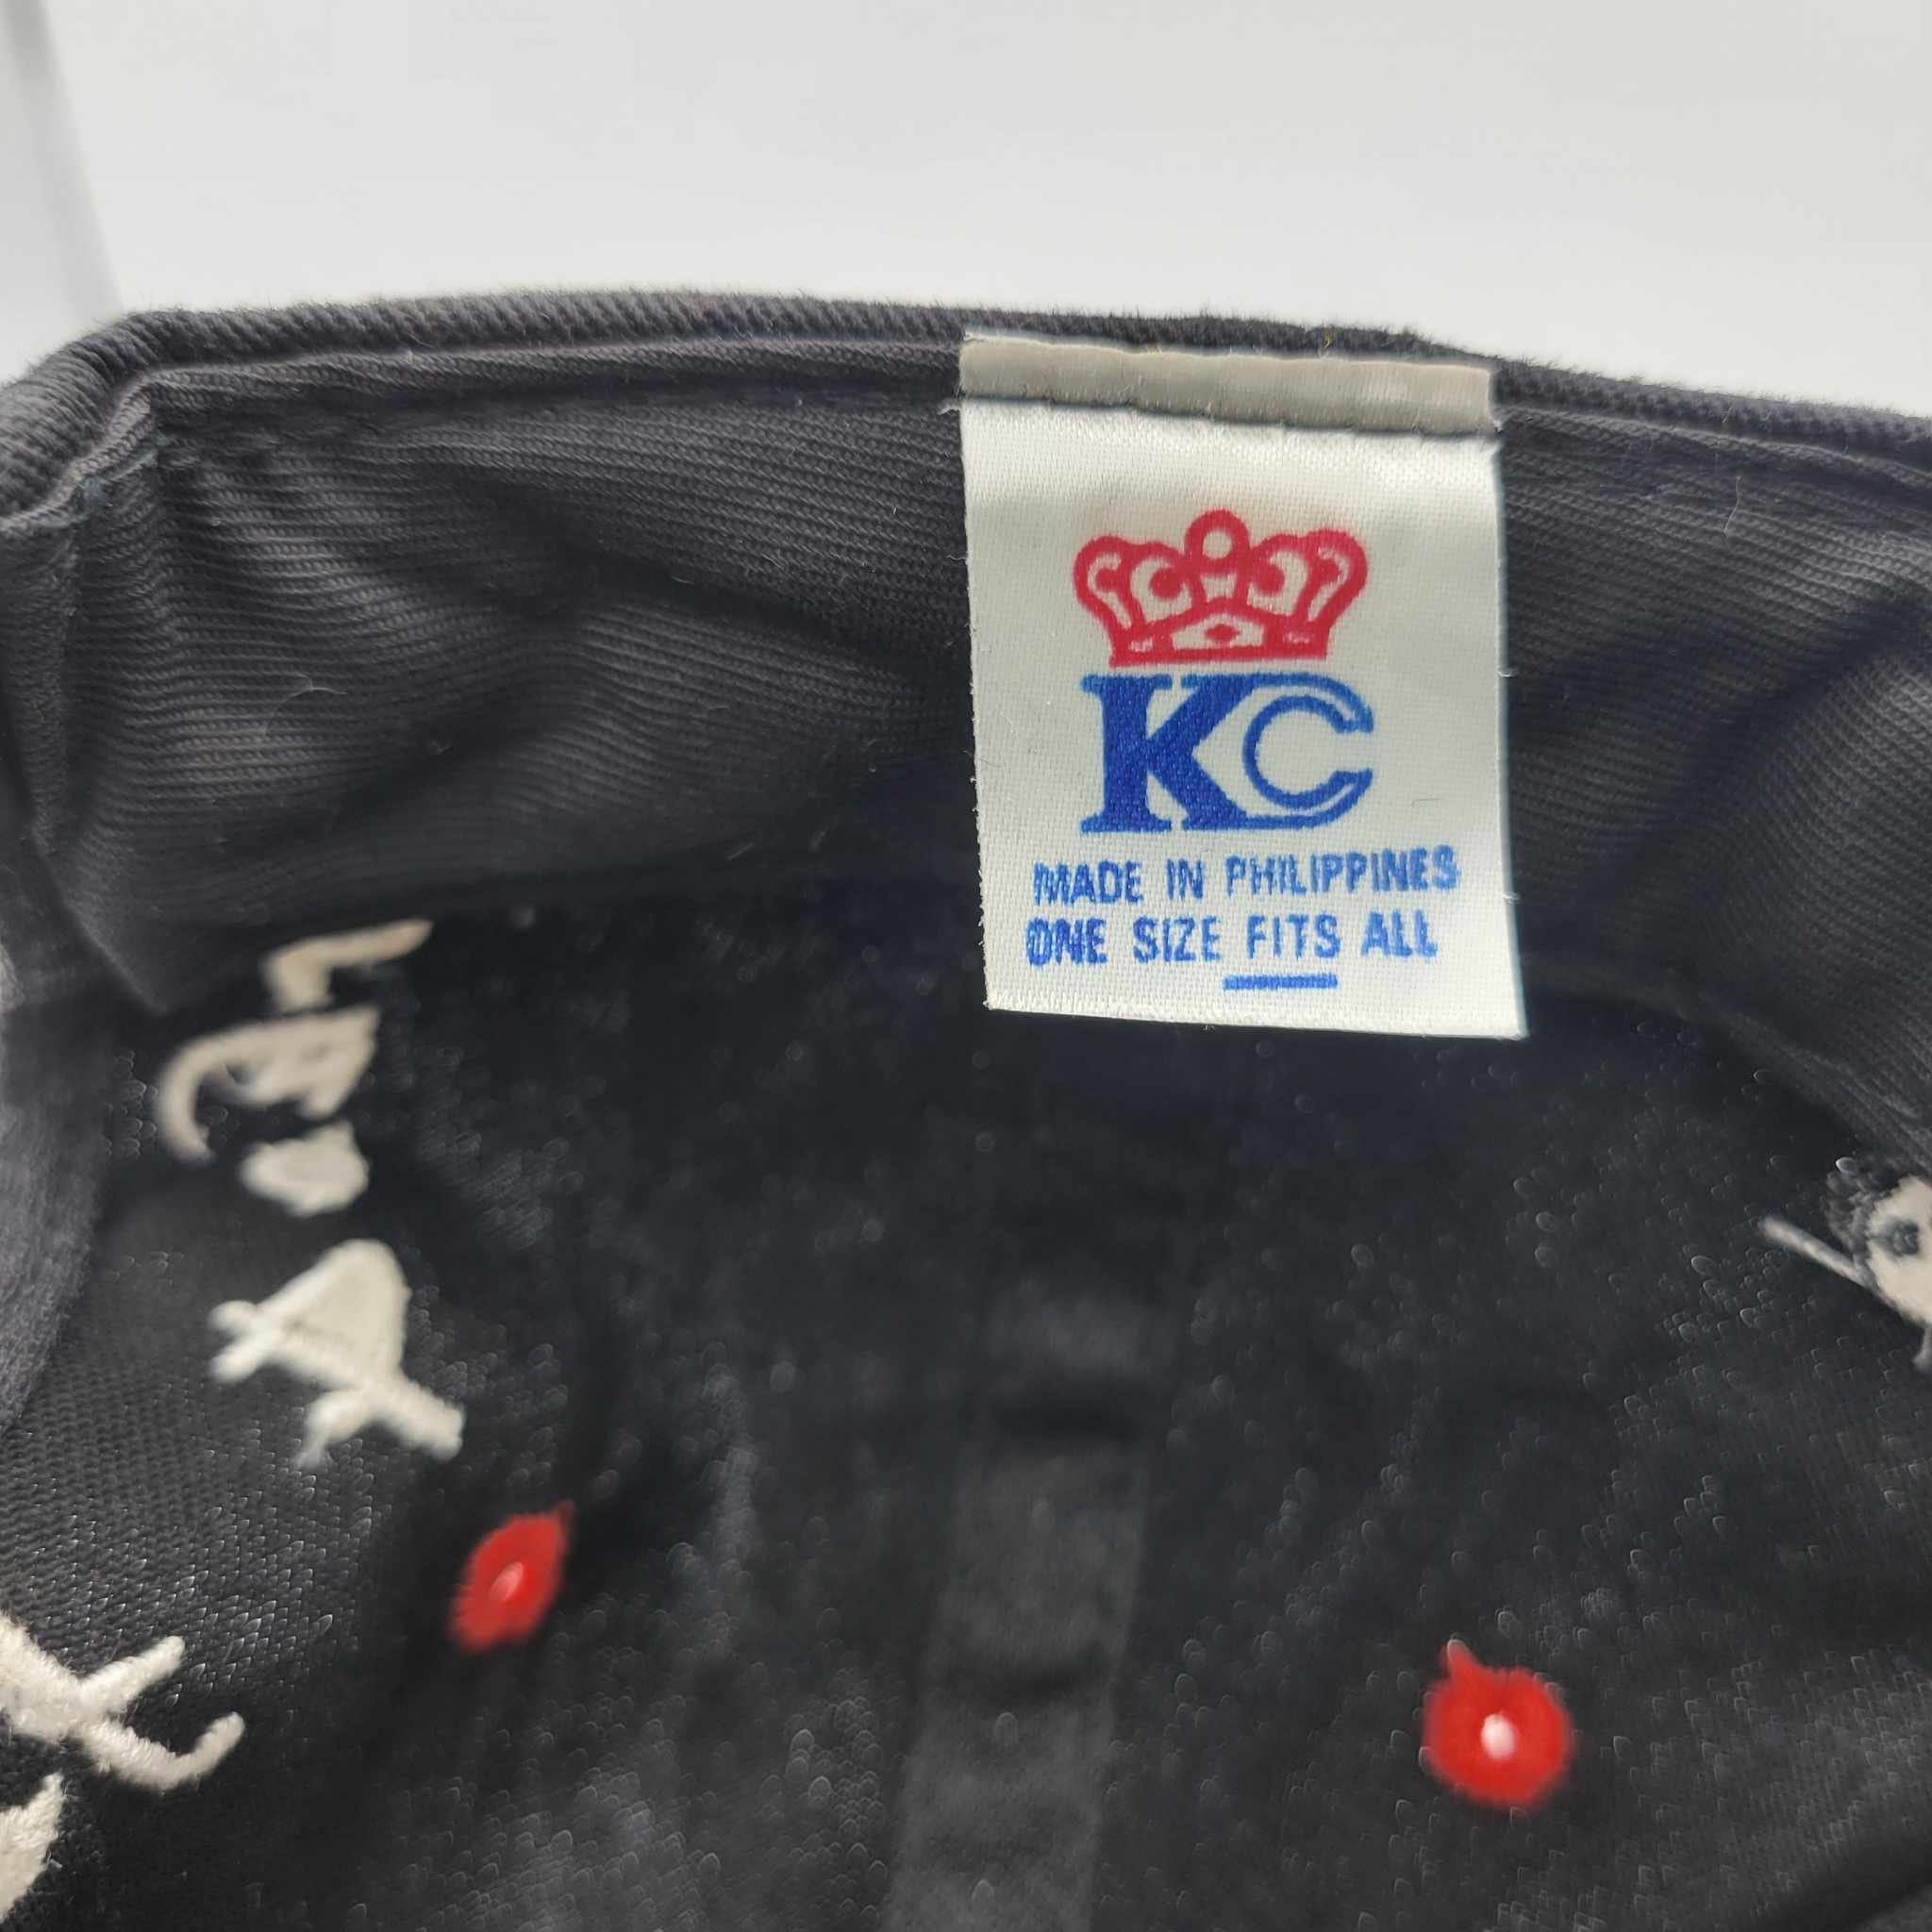 KC
MADE IN PHILIPPINES
ONE SIZE FITS ALL